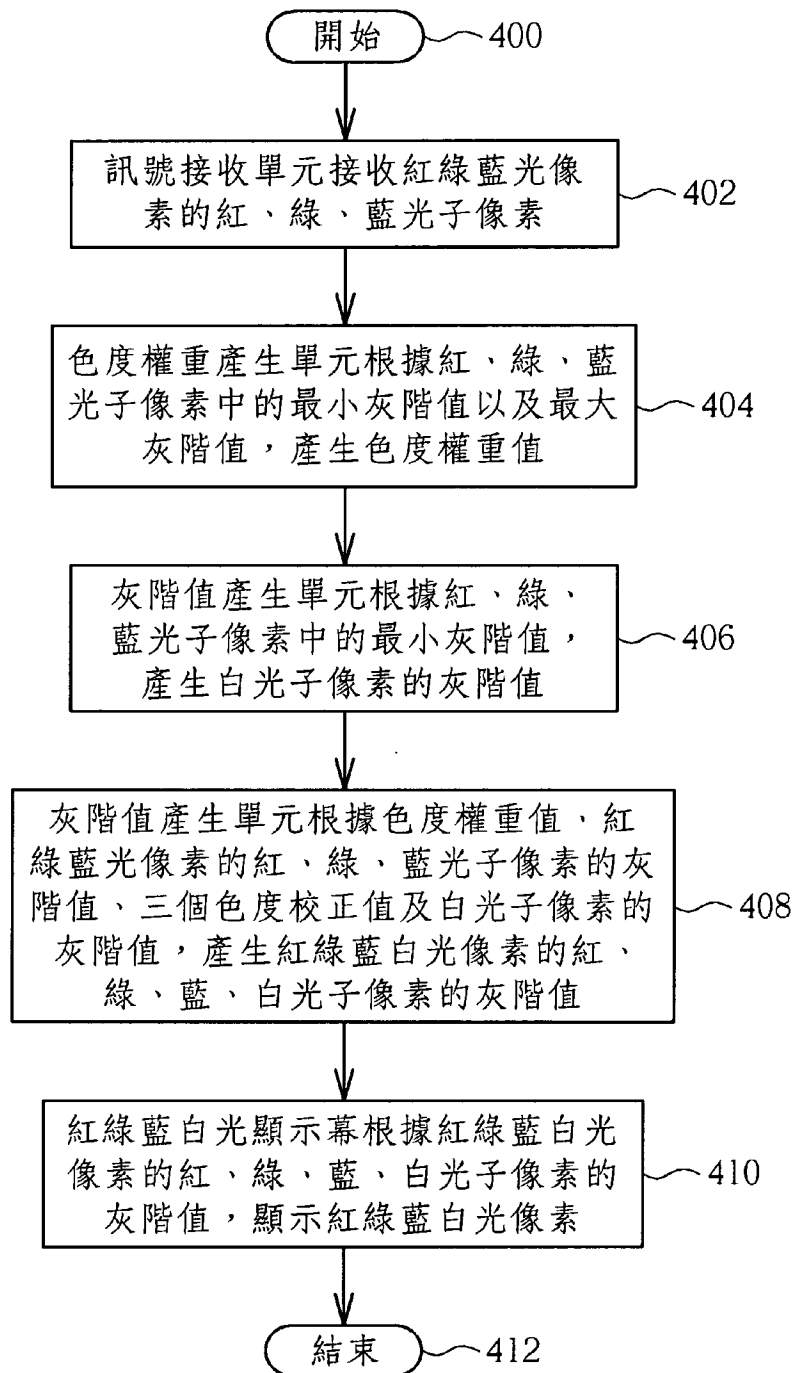 開始
400
訊號接收單元接收紅綠藍光像
素的紅、綠、藍光子像素
402
色度權重產生單元根據紅、綠、藍
光子像素中的最小灰階值以及最大
灰階值，產生色度權重值
404
灰階值產生單元根據紅、綠、
藍光子像素中的最小灰階值，
產生白光子像素的灰階值
406
灰階值產生單元根據色度權重值、紅
綠藍光像素的紅、綠、藍光子像素的灰
階值、三個色度校正值及白光子像素的
灰階值，產生紅綠藍白光像素的紅、
綠、藍、白光子像素的灰階值
408
紅綠藍白光顯示幕根據紅綠藍白光
像素的紅、綠、藍、白光子像素的
灰階值，顯示紅綠藍白光像素
410
結束
412